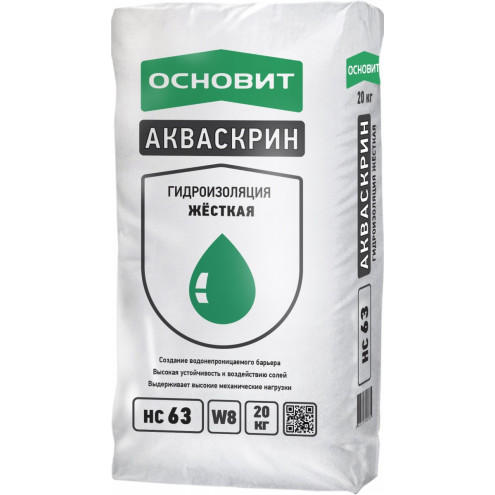 ОСНОВИТ
АКВАСКРИН
ГИДРОИЗОЛЯЦИЯ
ЖЁСТКАЯ
Создание водонепроницаемого барьера
Высокая устойчивость к воздействию солей
Выдерживает высокие механические нагрузки
НС 63
W8
20
КГ
ОСНОВИТ
20 кг
АКВАСКРИН
ГИДРОИЗОЛЯЦИЯ ЖЁСТКАЯ
НС 63